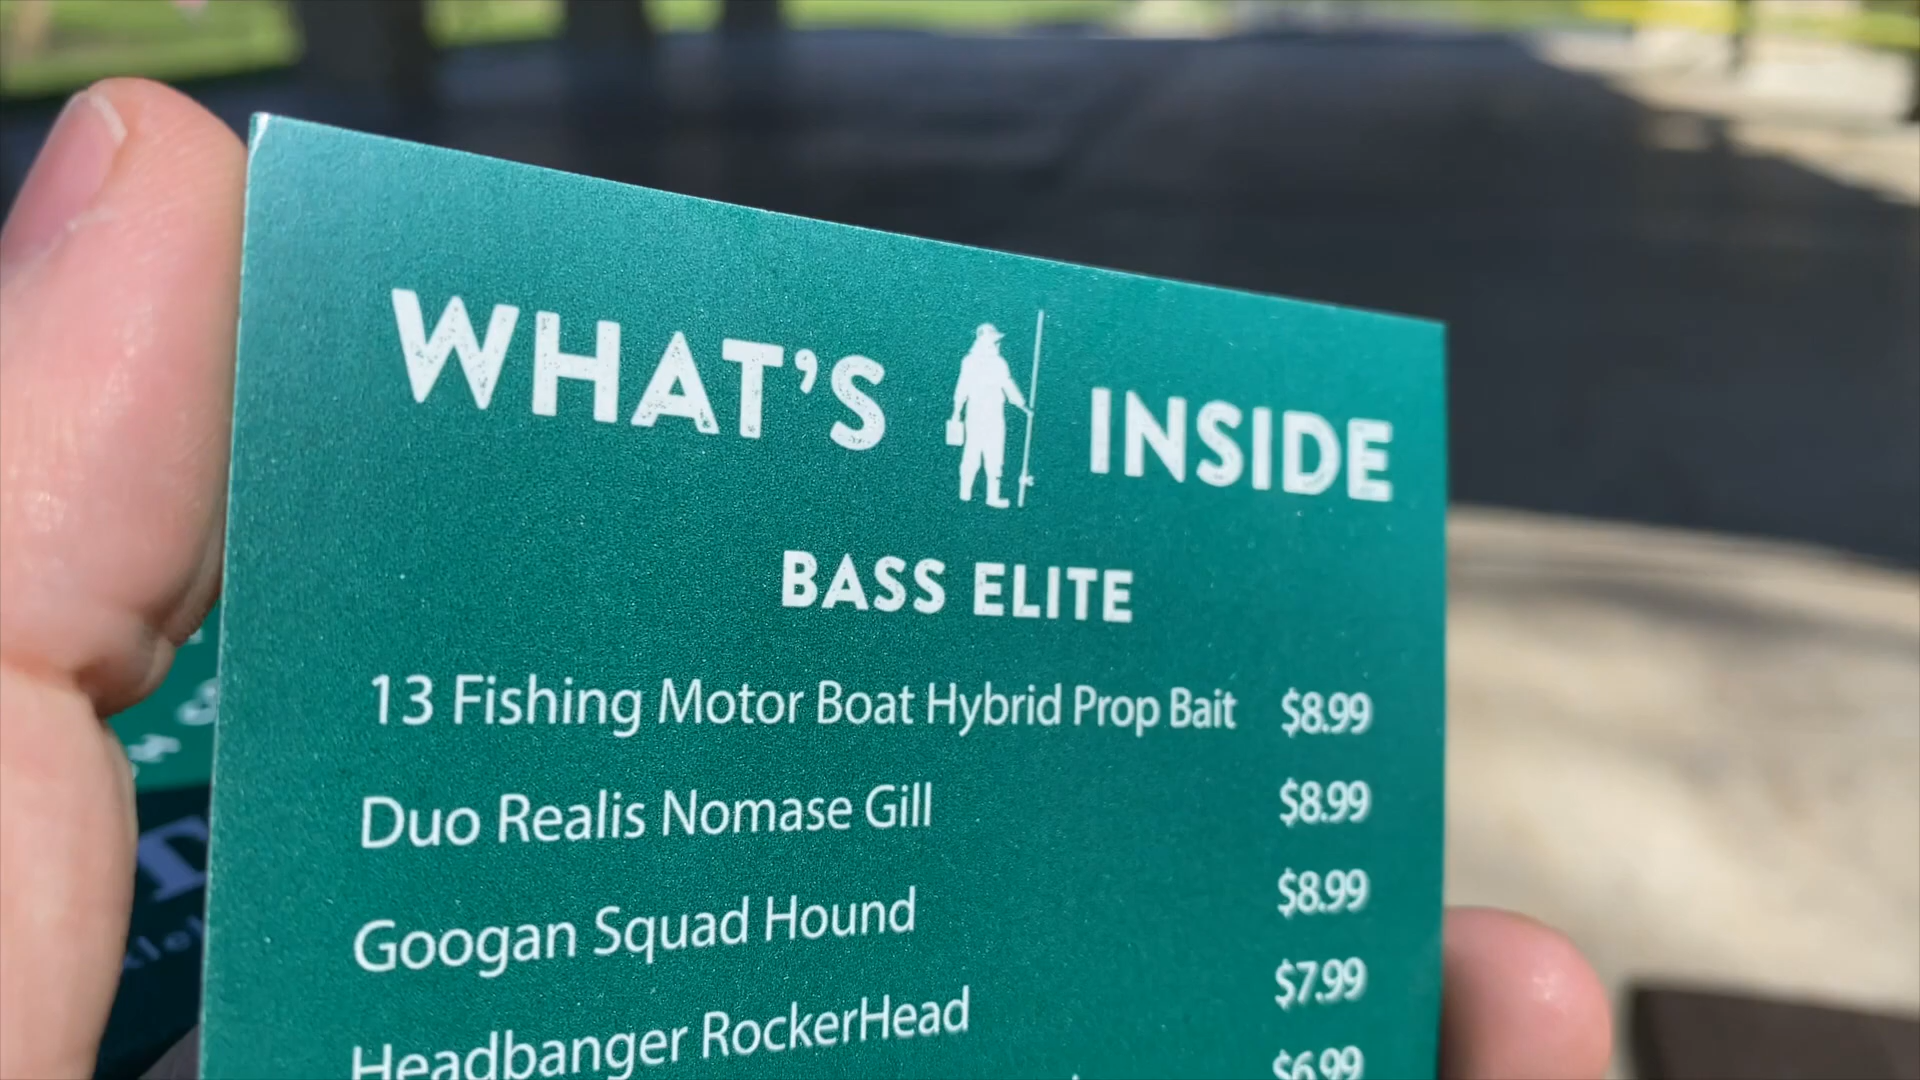 WHAT'S INSIDE
BASS ELITE
13 Fishing Motor Boat Hybrid Prop Bait $8.99
Duo Realis Nomase Gill $8.99
Googan Squad Hound $8.99
Headbanger RockerHead $7.99
$6.99